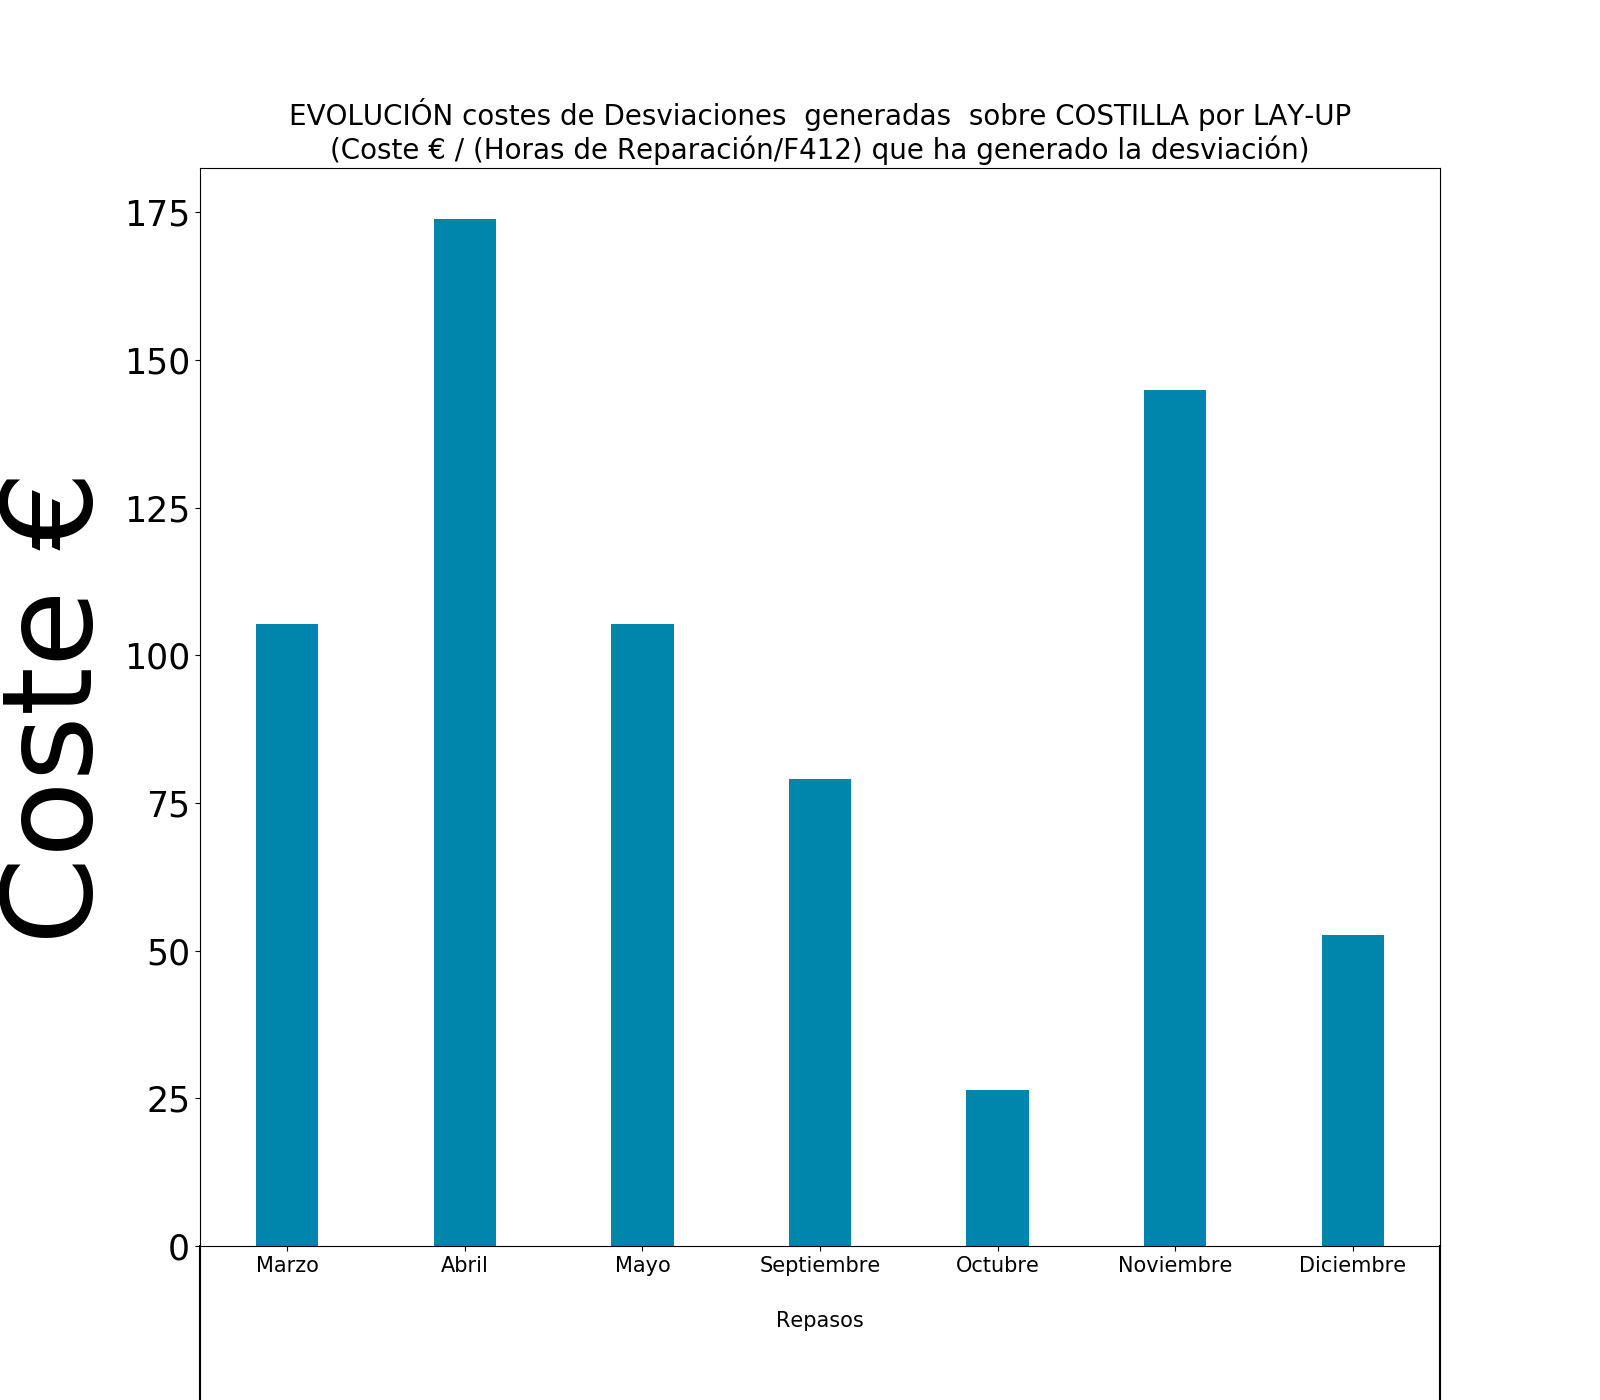 EVOLUCIÓN costes de Desviaciones  generadas  sobre COSTILLA por LAY-UP
(Coste € / (Horas de Reparación/F412) que ha generado la desviación)
175
150
125
100
75
50
25
0
Coste €
Marzo Abril Mayo Septiembre Octubre Noviembre Diciembre
Repasos